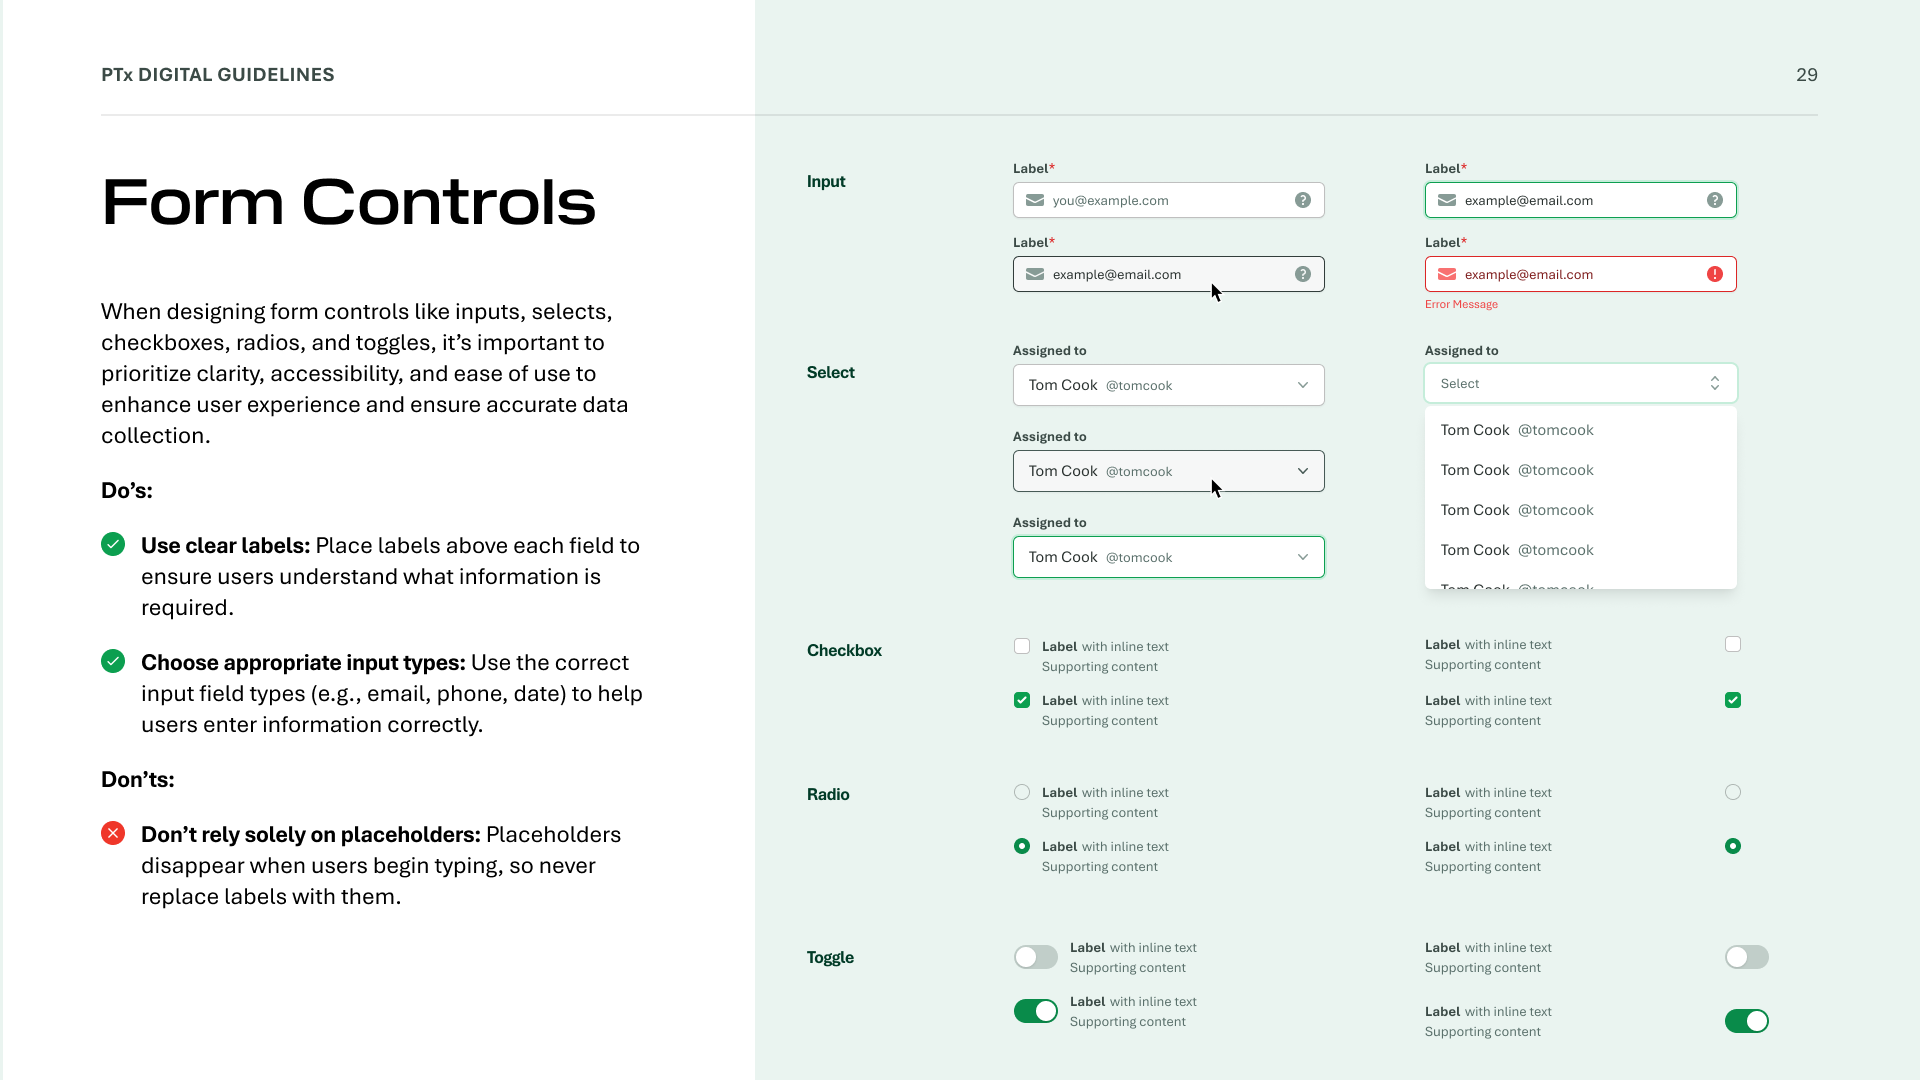 PTx DIGITAL GUIDELINES
29
Form Controls
When designing form controls like inputs, selects,
checkboxes, radios, and toggles, it’s important to
prioritize clarity, accessibility, and ease of use to
enhance user experience and ensure accurate data
collection.
Do’s:
Use clear labels: Place labels above each field to
ensure users understand what information is
required.
Choose appropriate input types: Use the correct
input field types (e.g., email, phone, date) to help
users enter information correctly.
Don’ts:
Don’t rely solely on placeholders: Placeholders
disappear when users begin typing, so never
replace labels with them.
Input
Label*
you@example.com
?
Label*
example@email.com
?
Label*
example@email.com
?
Label*
example@email.com
!
Error Message
Select
Assigned to
Tom Cook @tomcook
Assigned to
Tom Cook @tomcook
Assigned to
Tom Cook @tomcook
Assigned to
Select
Tom Cook @tomcook
Tom Cook @tomcook
Tom Cook @tomcook
Tom Cook @tomcook
Tom Cook @tomcook
Checkbox
Label with inline text
Supporting content
Label with inline text
Supporting content
Label with inline text
Supporting content
Label with inline text
Supporting content
Radio
Label with inline text
Supporting content
Label with inline text
Supporting content
Label with inline text
Supporting content
Label with inline text
Supporting content
Toggle
Label with inline text
Supporting content
Label with inline text
Supporting content
Label with inline text
Supporting content
Label with inline text
Supporting content